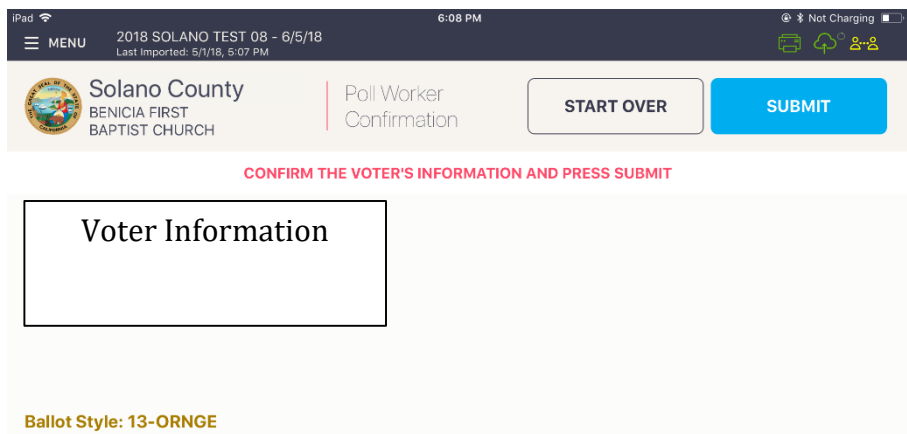 iPad 6:08 PM Not Charging
MENU 2018 SOLANO TEST 08 - 6/5/18
Last Imported: 5/1/18, 5:07 PM
Solano County
BENICIA FIRST
BAPTIST CHURCH
Poll Worker
Confirmation
START OVER
SUBMIT
CONFIRM THE VOTER'S INFORMATION AND PRESS SUBMIT
Voter Information
Ballot Style: 13-ORNGE